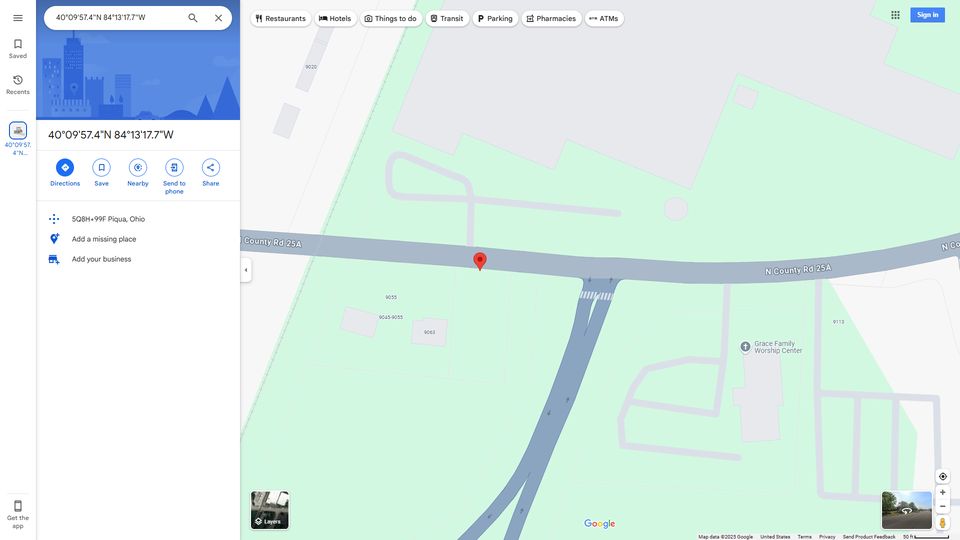 40°09'57.4"N 84°13'17.7"W
Restaurants
Hotels
Things to do
Transit
Parking
Pharmacies
ATMs
Sign in
Saved
Recents
40°09'57.
4"N...
40°09'57.4"N 84°13'17.7"W
Directions
Save
Nearby
Send to
phone
Share
5Q8H+99F Piqua, Ohio
Add a missing place
Add your business
9020
County Rd 25A
N County Rd 25A
N Co
9055
9045-9055
9063
9113
Grace Family
Worship Center
Get the
app
Layers
Google
Map data ©2025 Google
United States
Terms
Privacy
Send Product Feedback
50 ft